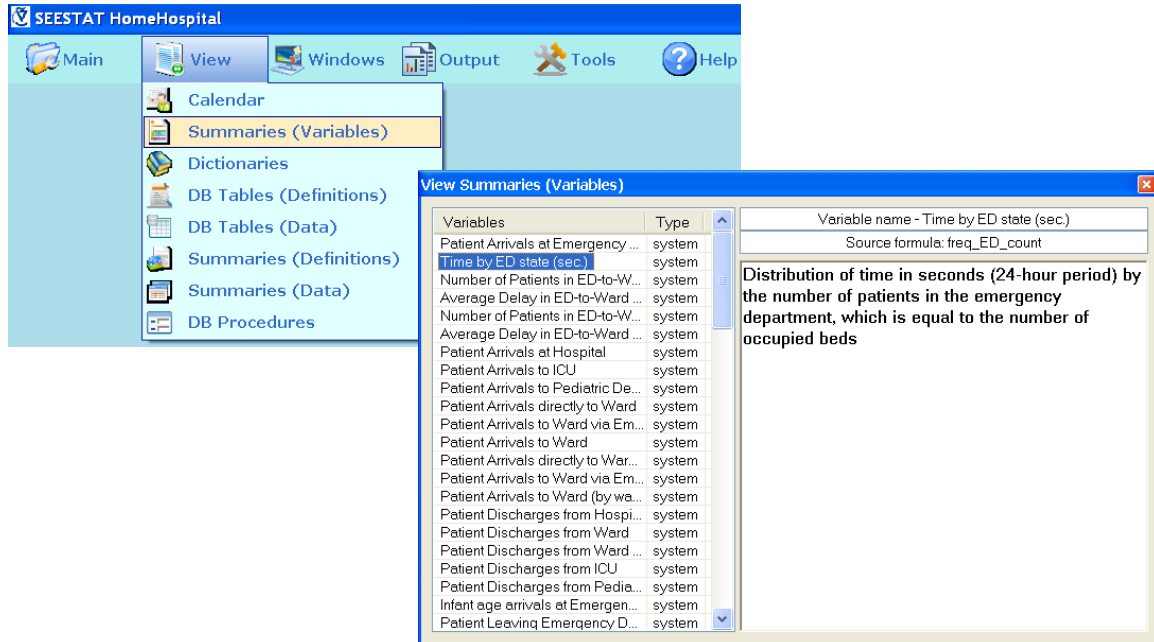 SEESTAT HomeHospital
Main View Windows Output Tools Help
Calendar
Summaries (Variables)
Dictionaries
DB Tables (Definitions)
DB Tables (Data)
Summaries (Definitions)
Summaries (Data)
DB Procedures
View Summaries (Variables)
Variables Type
Patient Arrivals at Emergency ... system
Time by ED state (sec.) system
Number of Patients in ED-to-W... system
Average Delay in ED-to-Ward ... system
Number of Patients in ED-to-W... system
Average Delay in ED-to-Ward ... system
Patient Arrivals at Hospital system
Patient Arrivals to ICU system
Patient Arrivals to Pediatric De... system
Patient Arrivals directly to Ward system
Patient Arrivals to Ward via Em... system
Patient Arrivals to Ward system
Patient Arrivals directly to War... system
Patient Arrivals to Ward via Em... system
Patient Arrivals to Ward (by wa... system
Patient Discharges from Hospi... system
Patient Discharges from Ward system
Patient Discharges from Ward ... system
Patient Discharges from ICU system
Patient Discharges from Pedia... system
Infant age arrivals at Emergen... system
Patient Leaving Emergency D... system
Variable name - Time by ED state (sec.)
Source formula: freq_ED_count
Distribution of time in seconds (24-hour period) by
the number of patients in the emergency
department, which is equal to the number of
occupied beds